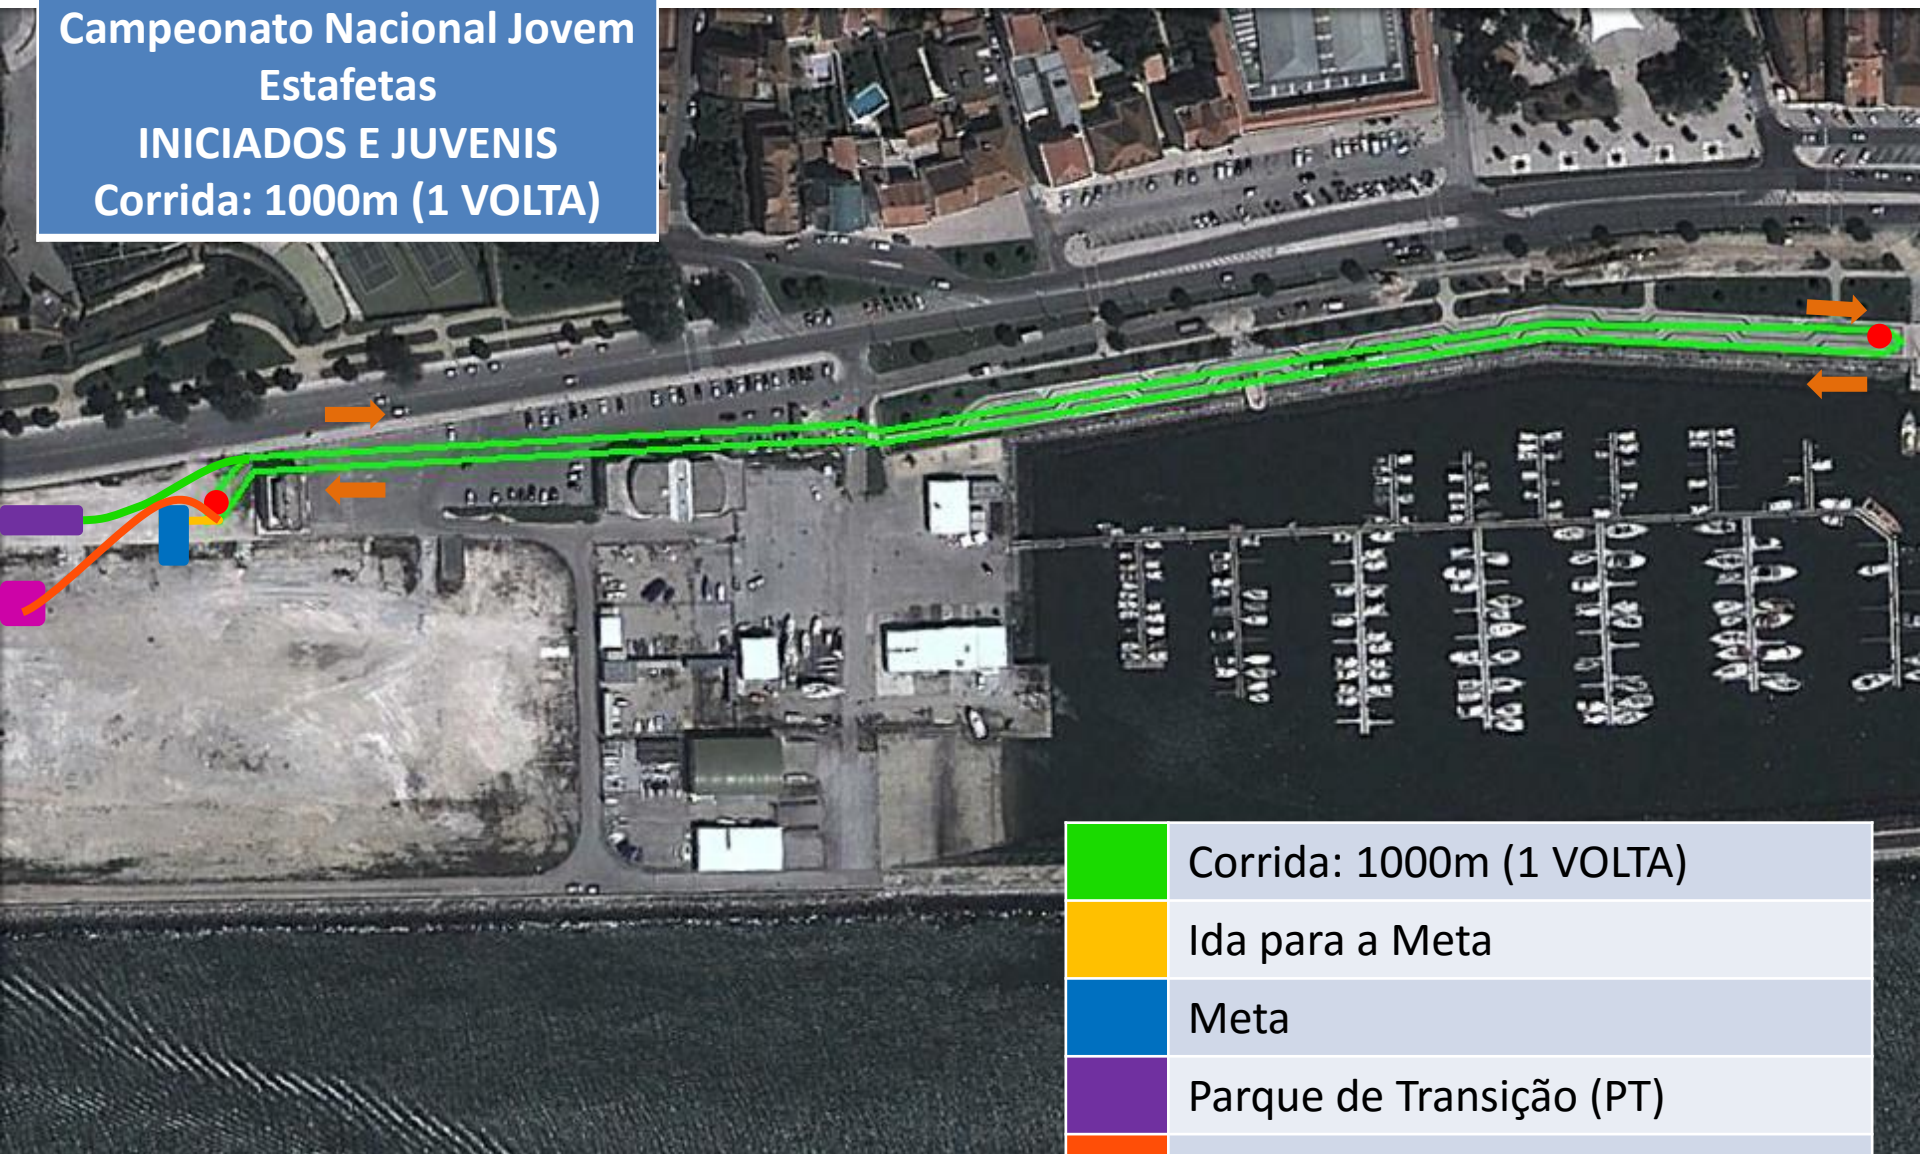 Campeonato Nacional Jovem
Estafetas
INICIADOS E JUVENIS
Corrida: 1000m (1 VOLTA)
Corrida: 1000m (1 VOLTA)
Ida para a Meta
Meta
Parque de Transição (PT)